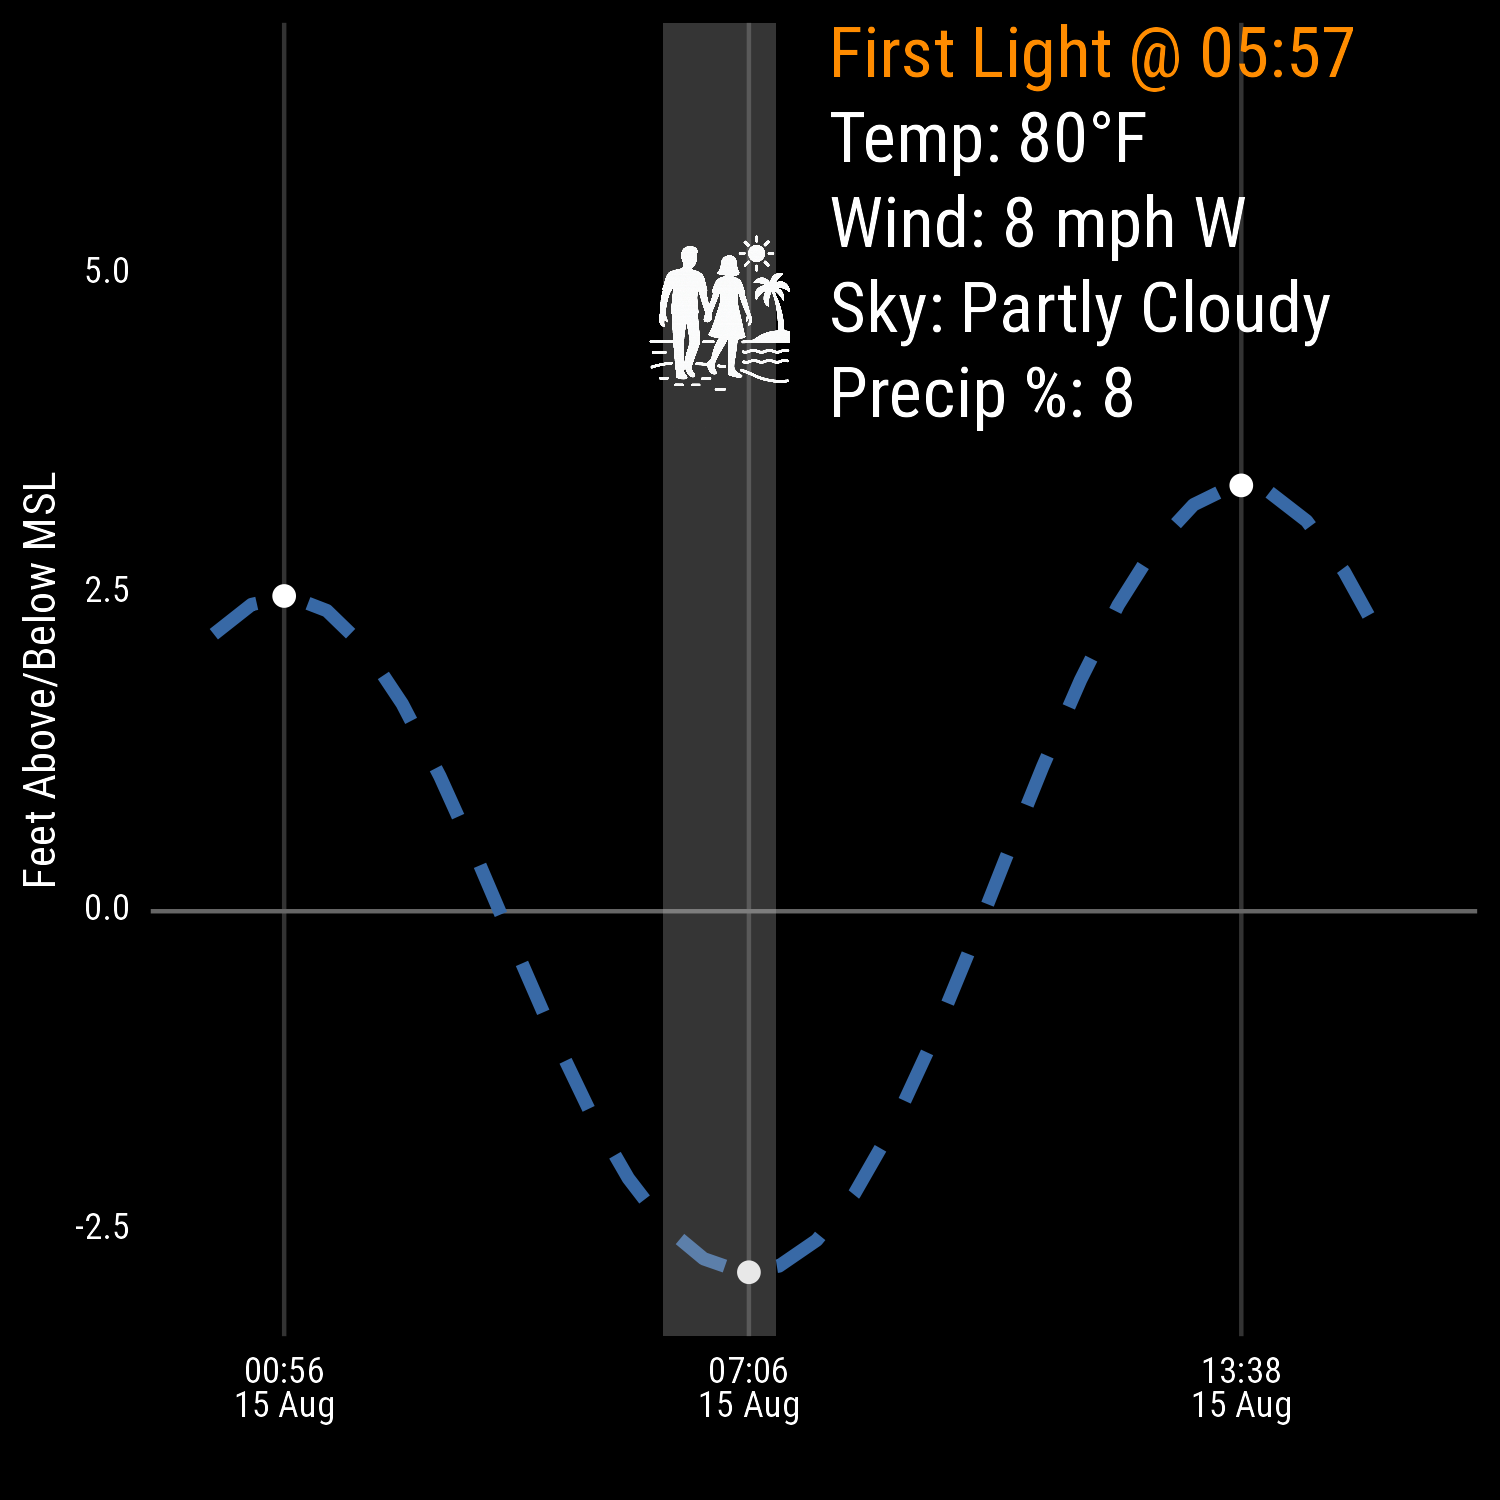 First Light @ 05:57
Temp: 80°F
Wind: 8 mph W
Sky: Partly Cloudy
Precip %: 8
Feet Above/Below MSL
5.0
2.5
0.0
-2.5
00:56
15 Aug
07:06
15 Aug
13:38
15 Aug